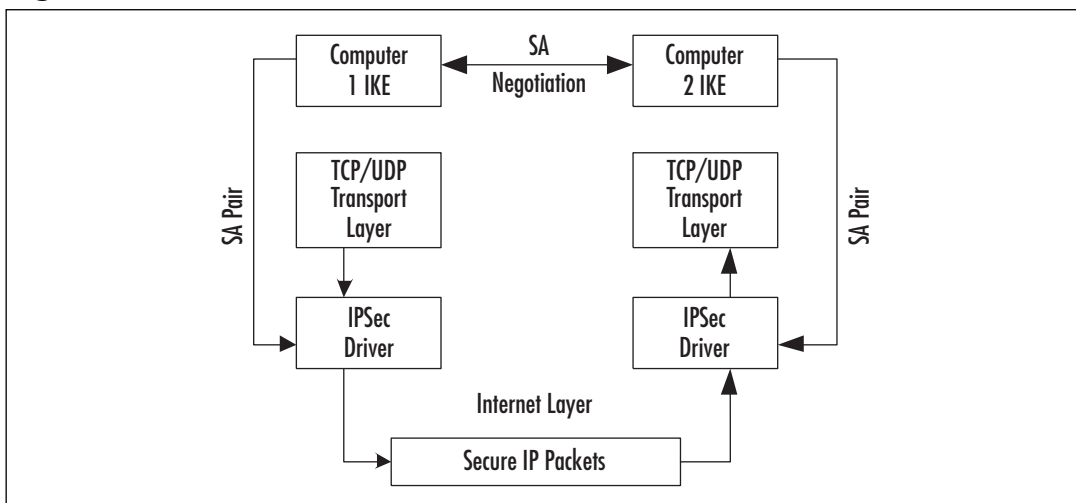 Computer
1 IKE
SA
Negotiation
Computer
2 IKE
SA Pair
TCP/UDP
Transport
Layer
TCP/UDP
Transport
Layer
SA Pair
IPSec
Driver
IPSec
Driver
Internet Layer
Secure IP Packets